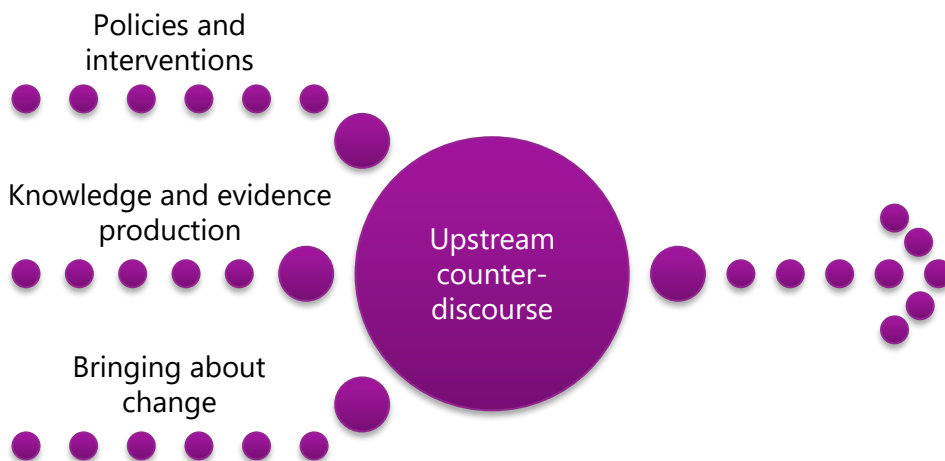 Policies and
interventions
Knowledge and evidence
production
Bringing about
change
Upstream
counter-
discourse